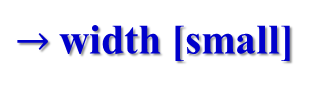 → width [small]